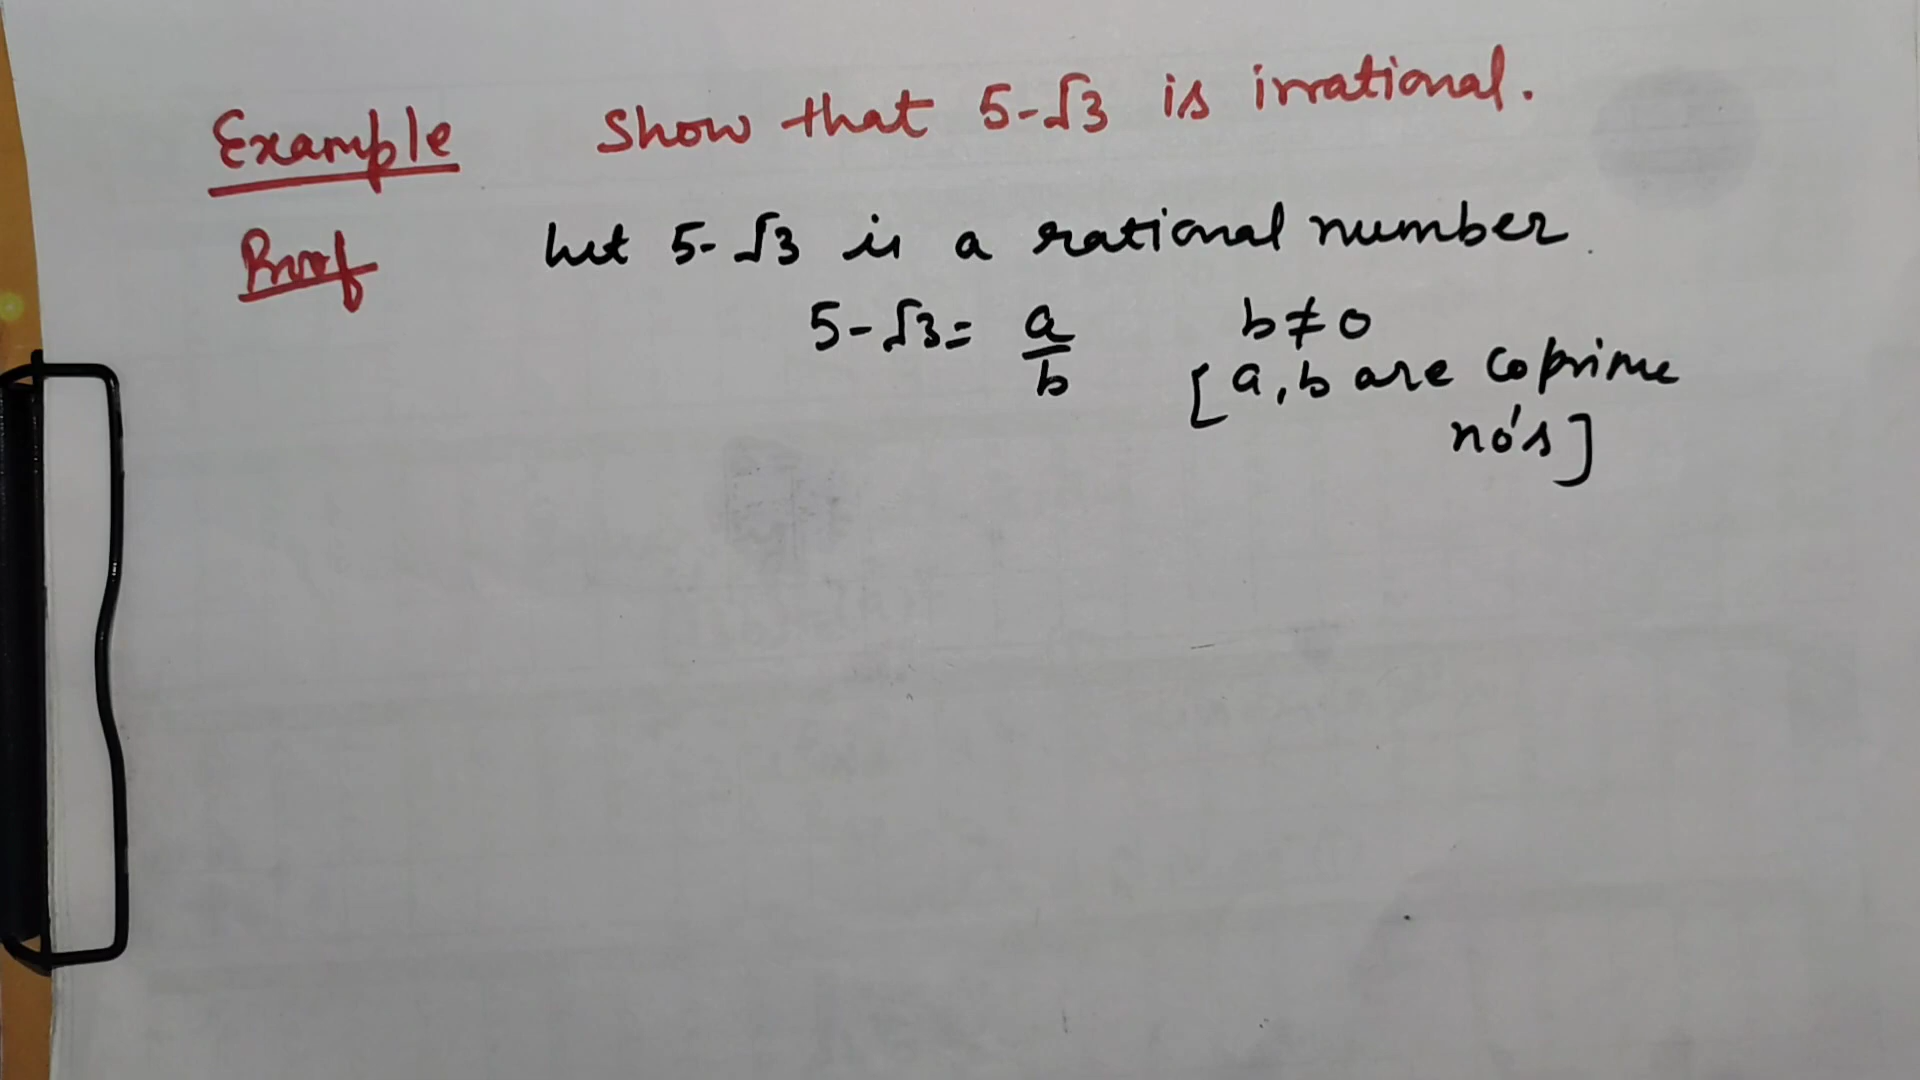 Example Show that 5-√3 is irrational.
Proof Let 5-√3 is a rational number.
5-√3 = a/b b≠0
[a, b are coprime
no's]